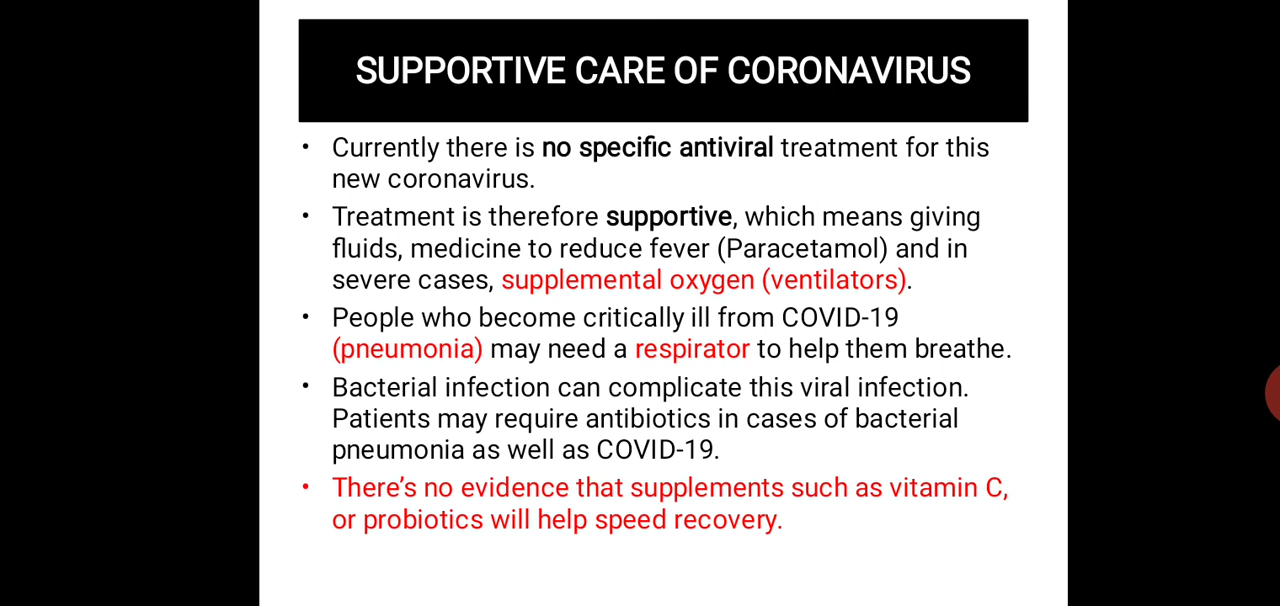 SUPPORTIVE CARE OF CORONAVIRUS
• Currently there is no specific antiviral treatment for this
new coronavirus.
• Treatment is therefore supportive, which means giving
fluids, medicine to reduce fever (Paracetamol) and in
severe cases, supplemental oxygen (ventilators).
• People who become critically ill from COVID-19
(pneumonia) may need a respirator to help them breathe.
• Bacterial infection can complicate this viral infection.
Patients may require antibiotics in cases of bacterial
pneumonia as well as COVID-19.
• There’s no evidence that supplements such as vitamin C,
or probiotics will help speed recovery.